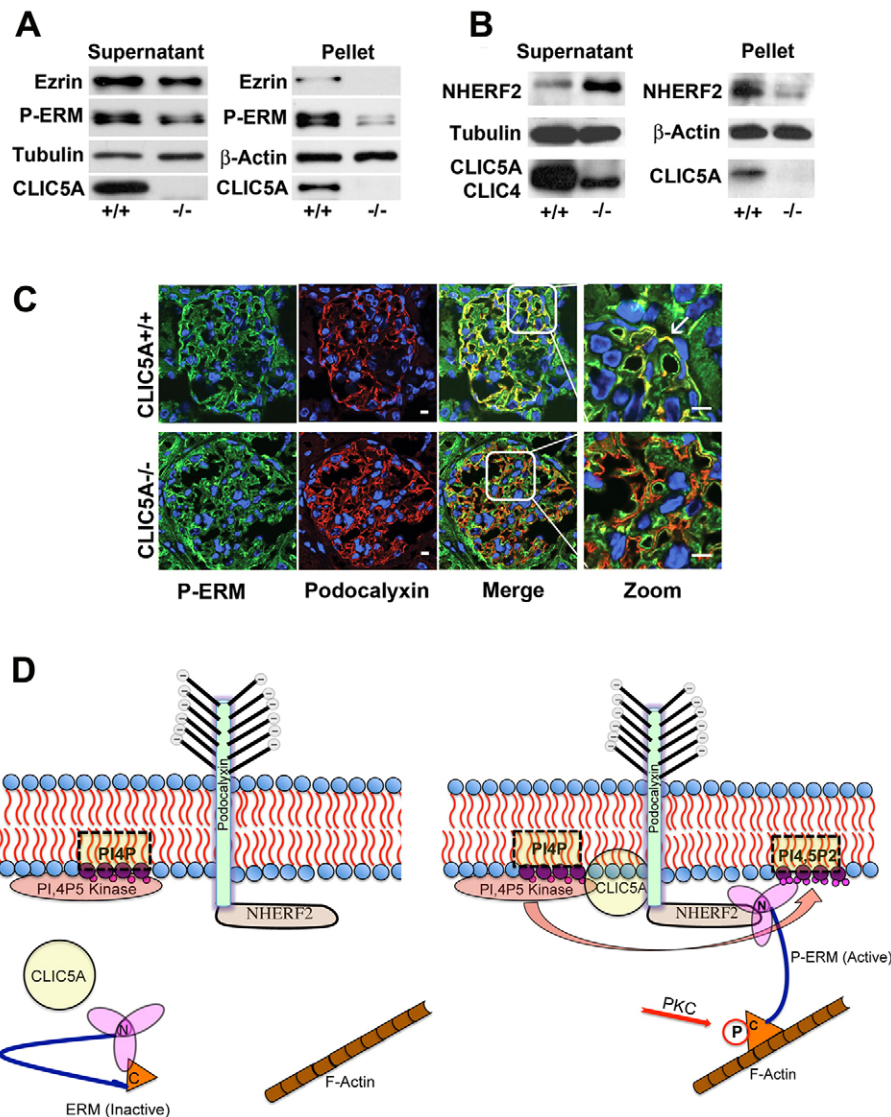 A
Supernatant
Pellet
Ezrin
P-ERM
Tubulin
CLIC5A
+/+ -/-
Ezrin
P-ERM
β-Actin
CLIC5A
+/+ -/-
B
Supernatant
Pellet
NHERF2
Tubulin
CLIC5A
CLIC4
+/+ -/-
NHERF2
β-Actin
CLIC5A
+/+ -/-
C
CLIC5A+/+
CLIC5A-/-
P-ERM Podocalyxin Merge Zoom
D
Podocalyxin
PI4P
PI,4P5 Kinase
NHERF2
CLIC5A
N
C
ERM (Inactive)
F-Actin
Podocalyxin
PI4P
PI,4P5 Kinase
CLIC5A
PI4,5P2
NHERF2
N
P-ERM (Active)
PKC
P
C
F-Actin